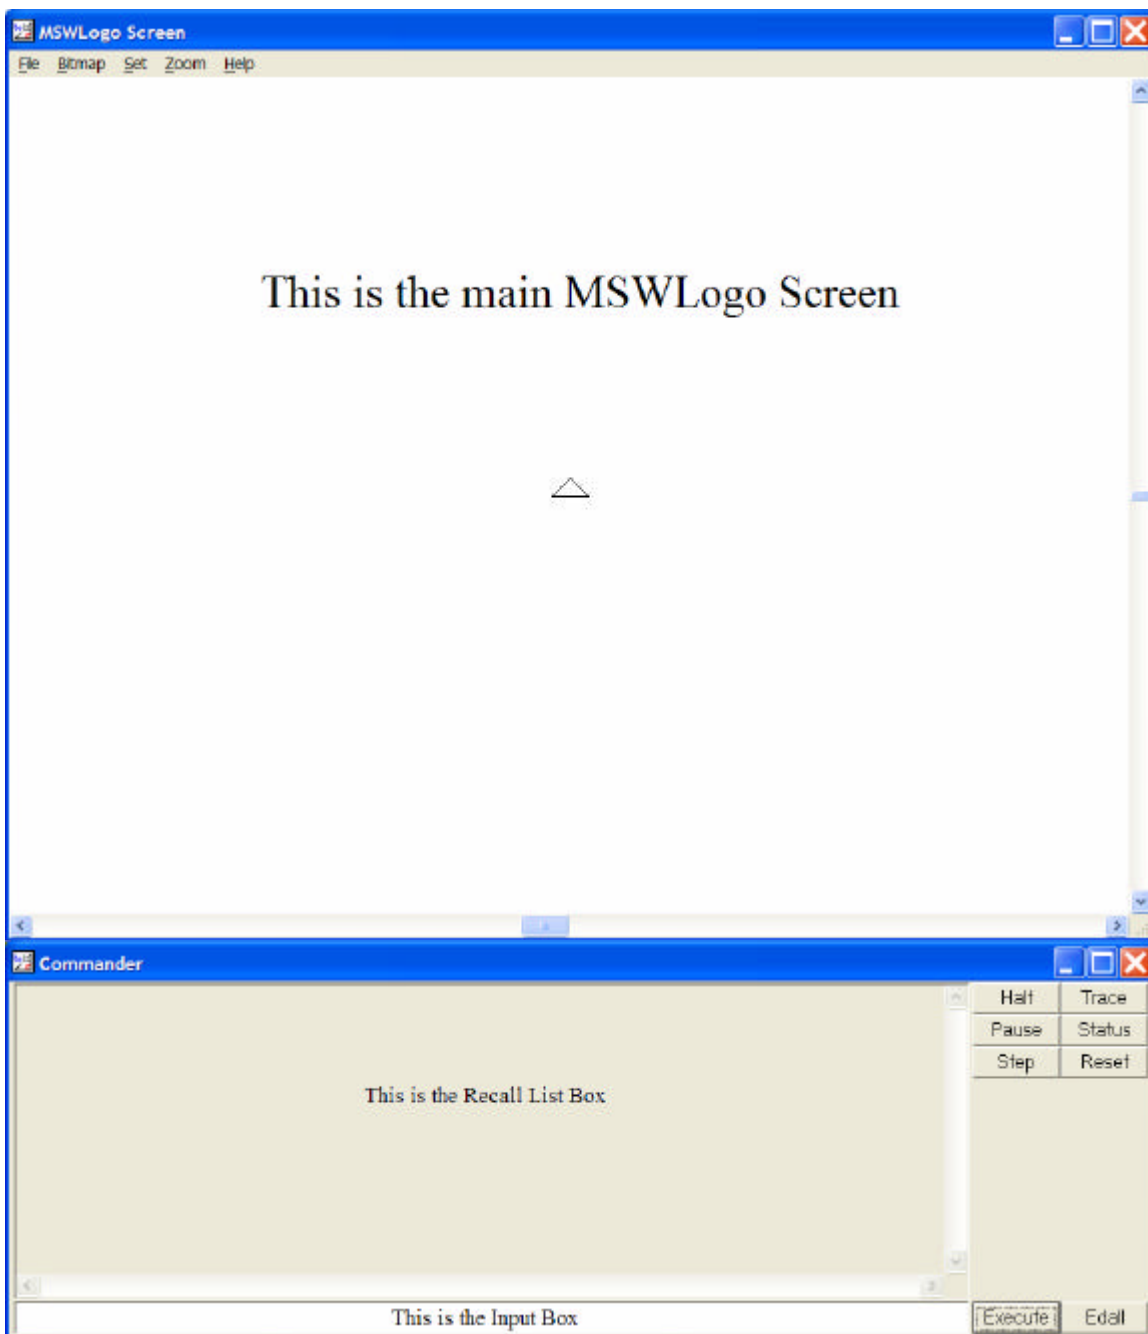 MSWLogo Screen
File Bitmap Set Zoom Help
This is the main MSWLogo Screen
Commander
Halt Trace
Pause Status
Step Reset
This is the Recall List Box
This is the Input Box
Execute Edall